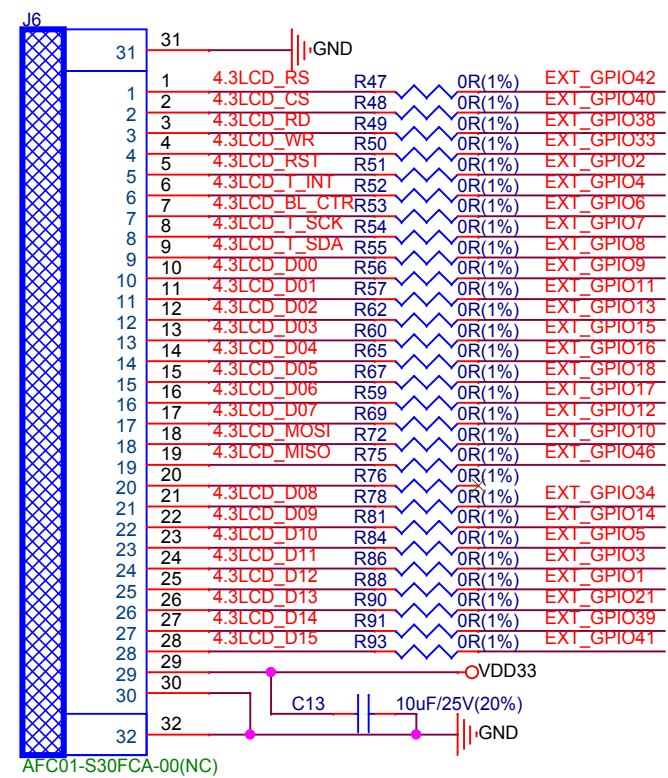 J6
31 31 GND
1 1 4.3LCD_RS R47 0R(1%) EXT_GPIO42
2 2 4.3LCD_CS R48 0R(1%) EXT_GPIO40
3 3 4.3LCD_RD R49 0R(1%) EXT_GPIO38
4 4 4.3LCD_WR R50 0R(1%) EXT_GPIO33
5 5 4.3LCD_RST R51 0R(1%) EXT_GPIO2
6 6 4.3LCD_T_INT R52 0R(1%) EXT_GPIO4
7 7 4.3LCD_BL_CTR R53 0R(1%) EXT_GPIO6
8 8 4.3LCD_T_SCK R54 0R(1%) EXT_GPIO7
9 9 4.3LCD_T_SDA R55 0R(1%) EXT_GPIO8
10 10 4.3LCD_D00 R56 0R(1%) EXT_GPIO9
11 11 4.3LCD_D01 R57 0R(1%) EXT_GPIO11
12 12 4.3LCD_D02 R62 0R(1%) EXT_GPIO13
13 13 4.3LCD_D03 R60 0R(1%) EXT_GPIO15
14 14 4.3LCD_D04 R65 0R(1%) EXT_GPIO16
15 15 4.3LCD_D05 R67 0R(1%) EXT_GPIO18
16 16 4.3LCD_D06 R59 0R(1%) EXT_GPIO17
17 17 4.3LCD_D07 R69 0R(1%) EXT_GPIO12
18 18 4.3LCD_MOSI R72 0R(1%) EXT_GPIO10
19 19 4.3LCD_MISO R75 0R(1%) EXT_GPIO46
20 20 R76 0R(1%)
21 21 4.3LCD_D08 R78 0R(1%) EXT_GPIO34
22 22 4.3LCD_D09 R81 0R(1%) EXT_GPIO14
23 23 4.3LCD_D10 R84 0R(1%) EXT_GPIO5
24 24 4.3LCD_D11 R86 0R(1%) EXT_GPIO3
25 25 4.3LCD_D12 R88 0R(1%) EXT_GPIO1
26 26 4.3LCD_D13 R90 0R(1%) EXT_GPIO21
27 27 4.3LCD_D14 R91 0R(1%) EXT_GPIO39
28 28 4.3LCD_D15 R93 0R(1%) EXT_GPIO41
29 29 VDD33
30 30
C13 10uF/25V(20%)
32 32 GND
AFC01-S30FCA-00(NC)